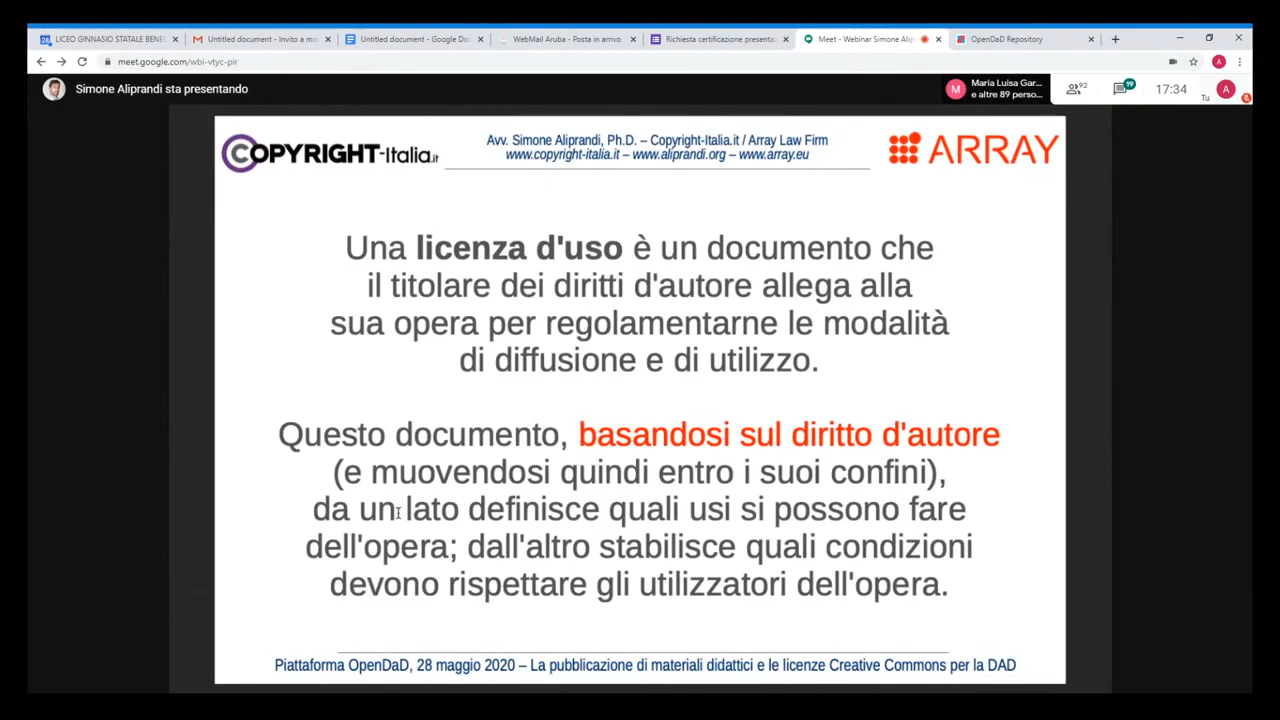 LICEO GINNASIO STATALE BENE
Untitled document - Invito a mo
Untitled document - Google Do
WebMail Aruba - Posta in arrivo
Richiesta certificazione presenta
Meet - Webinar Simone Alip
OpenDaD Repository
meet.google.com/wbi-vtyc-pir
A
Simone Aliprandi sta presentando
M
Maria Luisa Gar...
e altre 89 perso...
92
19
17:34
Tu
A
COPYRIGHT-Italia.it
Avv. Simone Aliprandi, Ph.D. – Copyright-Italia.it / Array Law Firm
www.copyright-italia.it – www.aliprandi.org – www.array.eu
ARRAY
Una licenza d'uso è un documento che
il titolare dei diritti d'autore allega alla
sua opera per regolamentarne le modalità
di diffusione e di utilizzo.
Questo documento, basandosi sul diritto d'autore
(e muovendosi quindi entro i suoi confini),
da un lato definisce quali usi si possono fare
dell'opera; dall'altro stabilisce quali condizioni
devono rispettare gli utilizzatori dell'opera.
Piattaforma OpenDaD, 28 maggio 2020 – La pubblicazione di materiali didattici e le licenze Creative Commons per la DAD